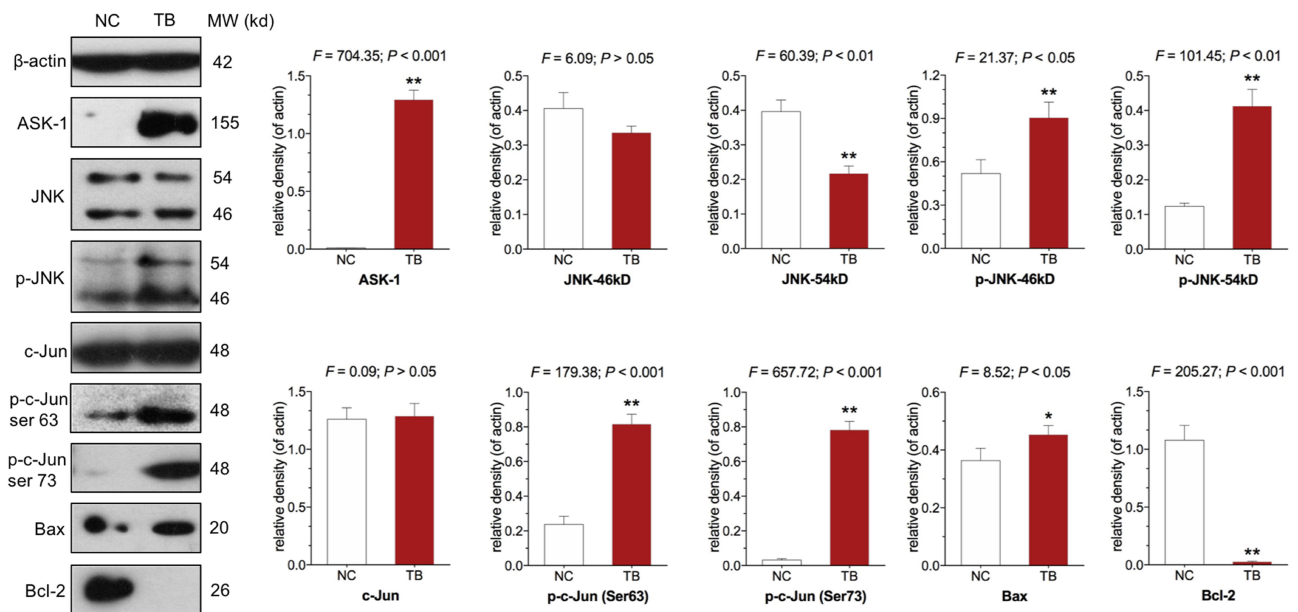 NC TB MW (kd)
β-actin 42
ASK-1 155
JNK 54
46
p-JNK 54
46
c-Jun 48
p-c-Jun
ser 63 48
p-c-Jun
ser 73 48
Bax 20
Bcl-2 26
F = 704.35; P < 0.001
relative density (of actin)
1.5
1.0
0.5
0.0
**
NC TB
ASK-1
F = 6.09; P > 0.05
relative density (of actin)
0.5
0.4
0.3
0.2
0.1
0.0
NC TB
JNK-46kD
F = 60.39; P < 0.01
relative density (of actin)
0.5
0.4
0.3
0.2
0.1
0.0
**
NC TB
JNK-54kD
F = 21.37; P < 0.05
relative density (of actin)
1.2
0.9
0.6
0.3
0.0
**
NC TB
p-JNK-46kD
F = 101.45; P < 0.01
relative density (of actin)
0.5
0.4
0.3
0.2
0.1
0.0
**
NC TB
p-JNK-54kD
F = 0.09; P > 0.05
relative density (of actin)
1.5
1.0
0.5
0.0
NC TB
c-Jun
F = 179.38; P < 0.001
relative density (of actin)
1.0
0.8
0.6
0.4
0.2
0.0
**
NC TB
p-c-Jun (Ser63)
F = 657.72; P < 0.001
relative density (of actin)
1.0
0.8
0.6
0.4
0.2
0.0
**
NC TB
p-c-Jun (Ser73)
F = 8.52; P < 0.05
relative density (of actin)
0.6
0.4
0.2
0.0
*
NC TB
Bax
F = 205.27; P < 0.001
relative density (of actin)
1.5
1.0
0.5
0.0
**
NC TB
Bcl-2